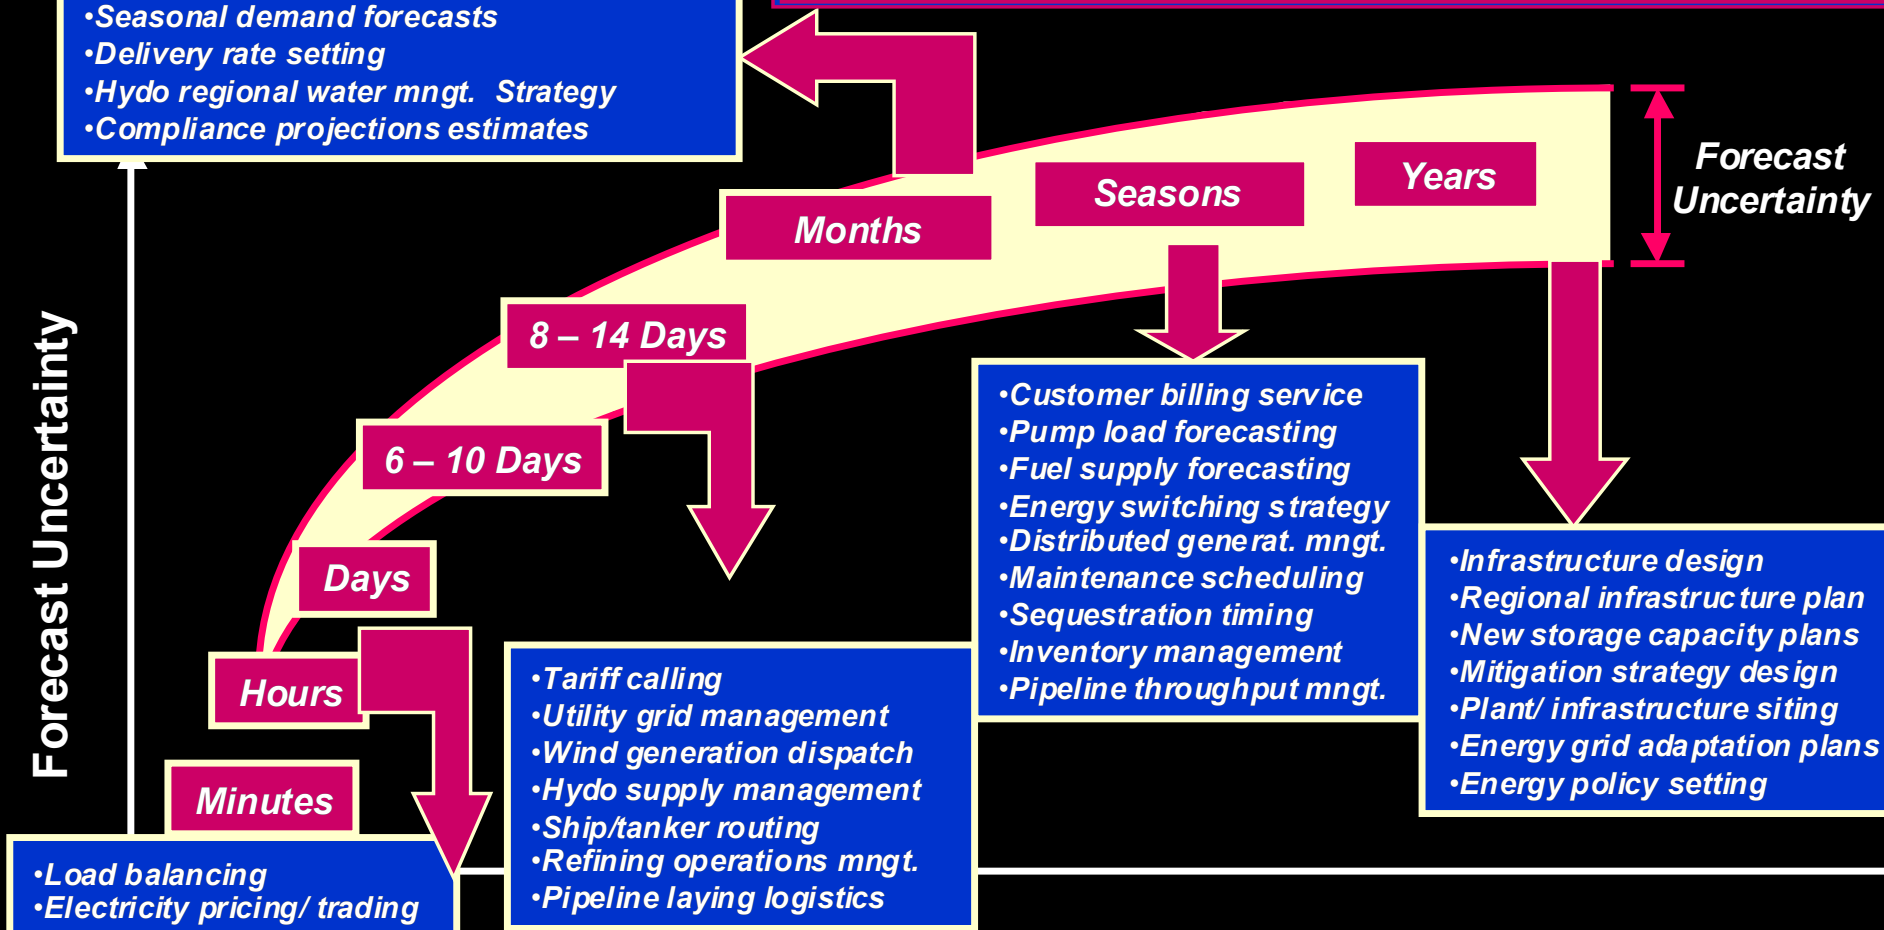 •Seasonal demand forecasts
•Delivery rate setting
•Hydo regional water mngt.  Strategy
•Compliance projections estimates
Forecast Uncertainty
Years
Seasons
Months
Forecast
Uncertainty
8 – 14 Days
6 – 10 Days
Days
Hours
Minutes
•Load balancing
•Electricity pricing/ trading
•Tariff calling
•Utility grid management
•Wind generation dispatch
•Hydo supply management
•Ship/tanker routing
•Refining operations mngt.
•Pipeline laying logistics
•Customer billing service
•Pump load forecasting
•Fuel supply forecasting
•Energy switching strategy
•Distributed generat. mngt.
•Maintenance scheduling
•Sequestration timing
•Inventory management
•Pipeline throughput mngt.
•Infrastructure design
•Regional infrastructure plan
•New storage capacity plans
•Mitigation strategy design
•Plant/ infrastructure siting
•Energy grid adaptation plans
•Energy policy setting